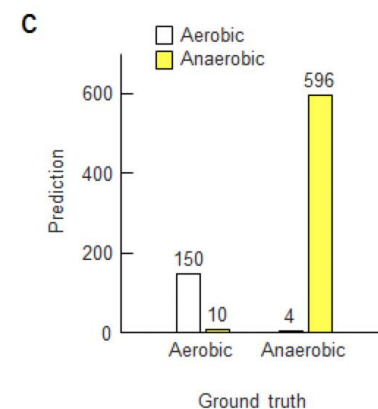 C
Aerobic
Anaerobic
Prediction
600
400
200
0
150
10
4
596
Aerobic Anaerobic
Ground truth